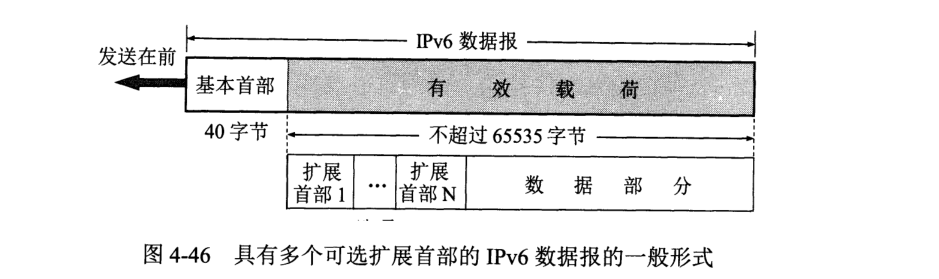 IPv6 数据报
发送在前
基本首部
有效载荷
40 字节
不超过 65535 字节
扩展
首部 1
...
扩展
首部 N
数据部分
图 4-46 具有多个可选扩展首部的 IPv6 数据报的一般形式